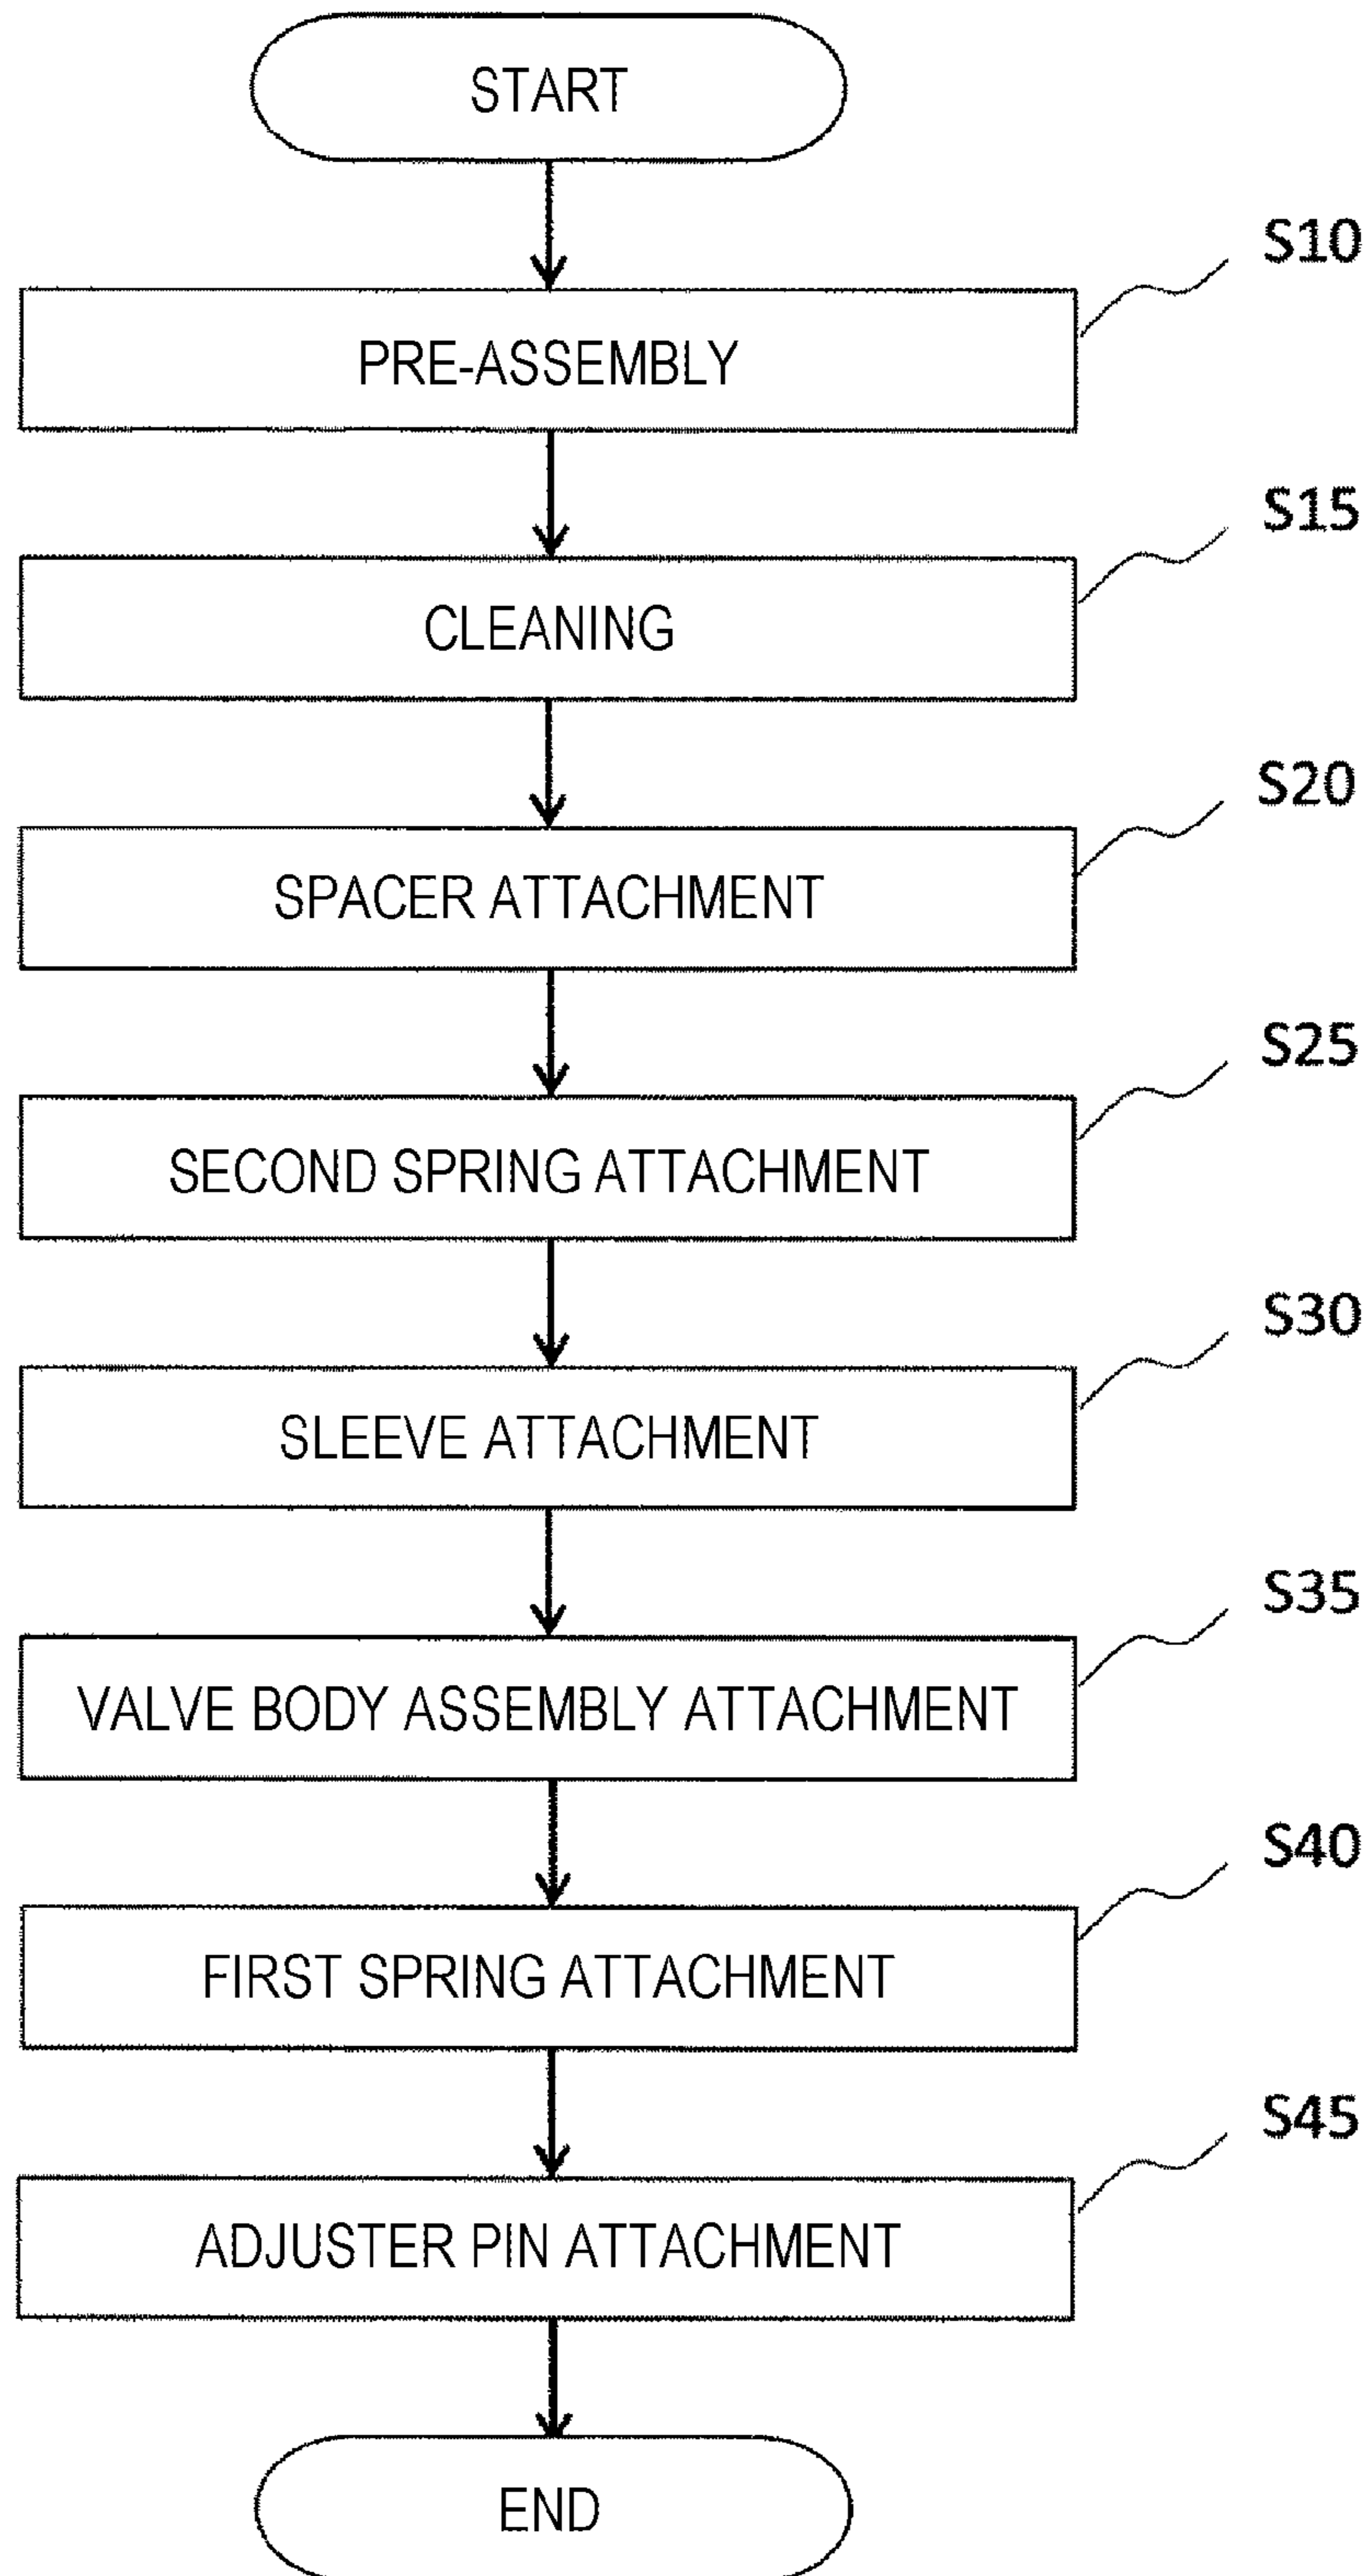 START
S10
PRE-ASSEMBLY
S15
CLEANING
S20
SPACER ATTACHMENT
S25
SECOND SPRING ATTACHMENT
S30
SLEEVE ATTACHMENT
S35
VALVE BODY ASSEMBLY ATTACHMENT
S40
FIRST SPRING ATTACHMENT
S45
ADJUSTER PIN ATTACHMENT
END